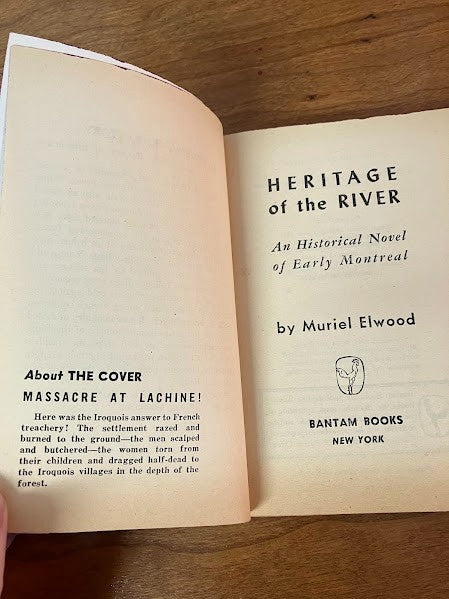 About THE COVER
MASSACRE AT LACHINE!
Here was the Iroquois answer to French
treachery! The settlement razed and
burned to the ground—the men scalped
and butchered—the women torn from
their children and dragged half-dead to
the Iroquois villages in the depth of the
forest.
HERITAGE
of the RIVER
An Historical Novel
of Early Montreal
by Muriel Elwood
BANTAM BOOKS
NEW YORK